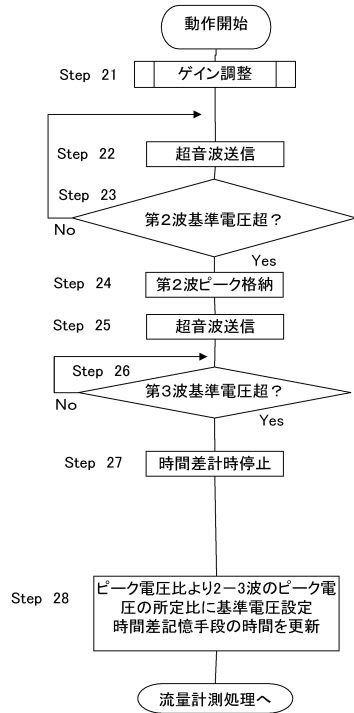 動作開始
Step 21
ゲイン調整
Step 22
超音波送信
Step 23
第2波基準電圧超？
No
Yes
Step 24
第2波ピーク格納
Step 25
超音波送信
Step 26
第3波基準電圧超？
No
Yes
Step 27
時間差計時停止
Step 28
ピーク電圧比より2－3波のピーク電
圧の所定比に基準電圧設定
時間差記憶手段の時間を更新
流量計測処理へ